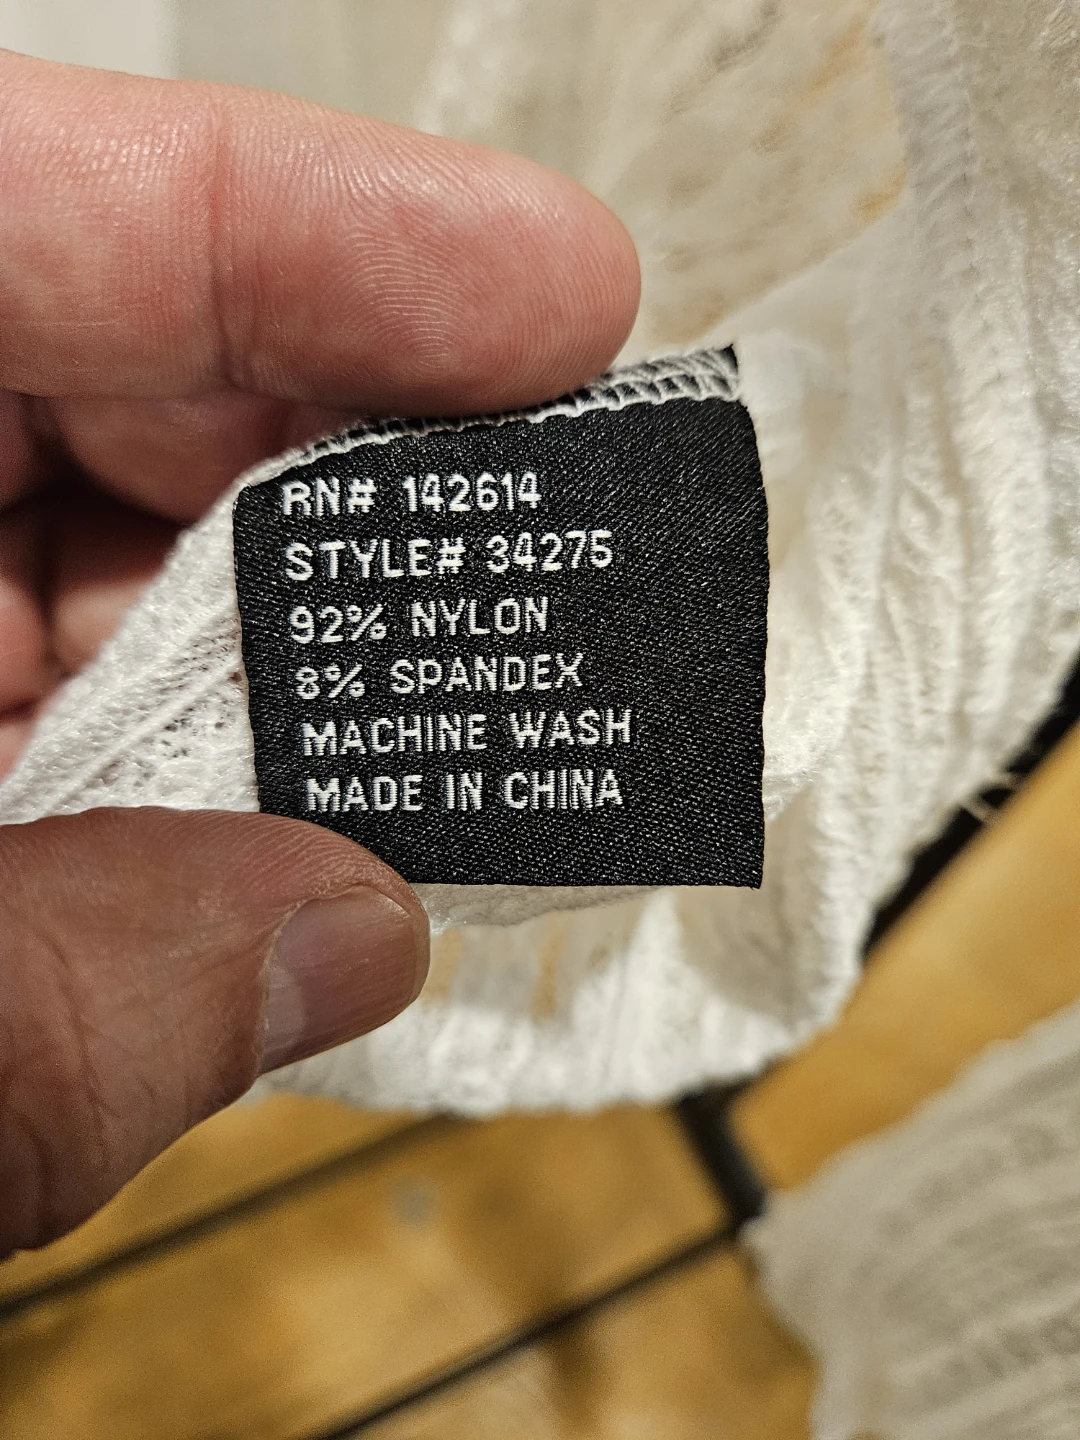 RN# 142614
STYLE# 34275
92% NYLON
8% SPANDEX
MACHINE WASH
MADE IN CHINA